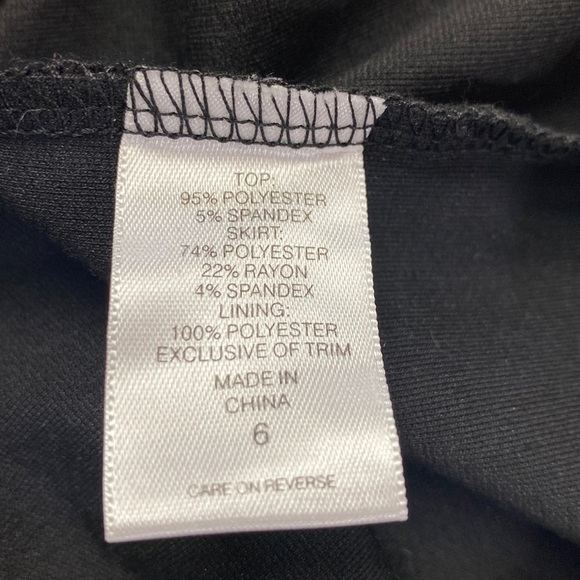 TOP:
95% POLYESTER
5% SPANDEX
SKIRT:
74% POLYESTER
22% RAYON
4% SPANDEX
LINING:
100% POLYESTER
EXCLUSIVE OF TRIM
MADE IN
CHINA
6
CARE ON REVERSE